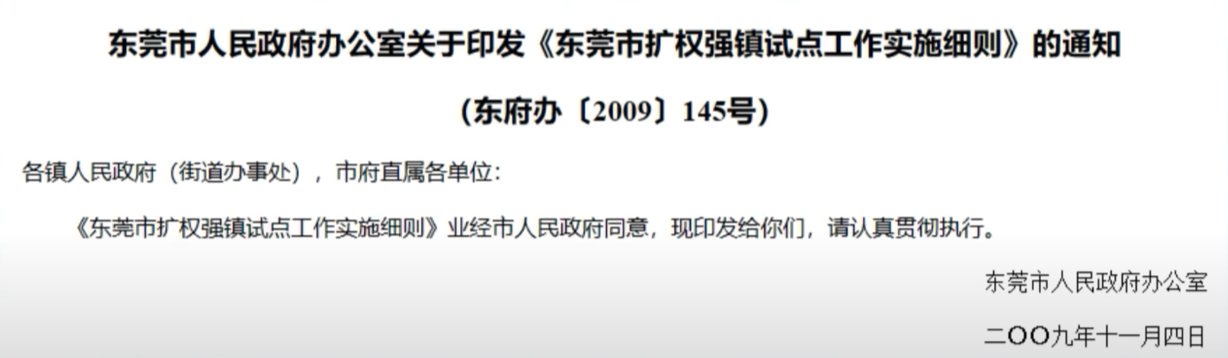 东莞市人民政府办公室关于印发《东莞市扩权强镇试点工作实施细则》的通知
（东府办〔2009〕145号）
各镇人民政府（街道办事处），市府直属各单位：
《东莞市扩权强镇试点工作实施细则》业经市人民政府同意，现印发给你们，请认真贯彻执行。
东莞市人民政府办公室
二〇〇九年十一月四日